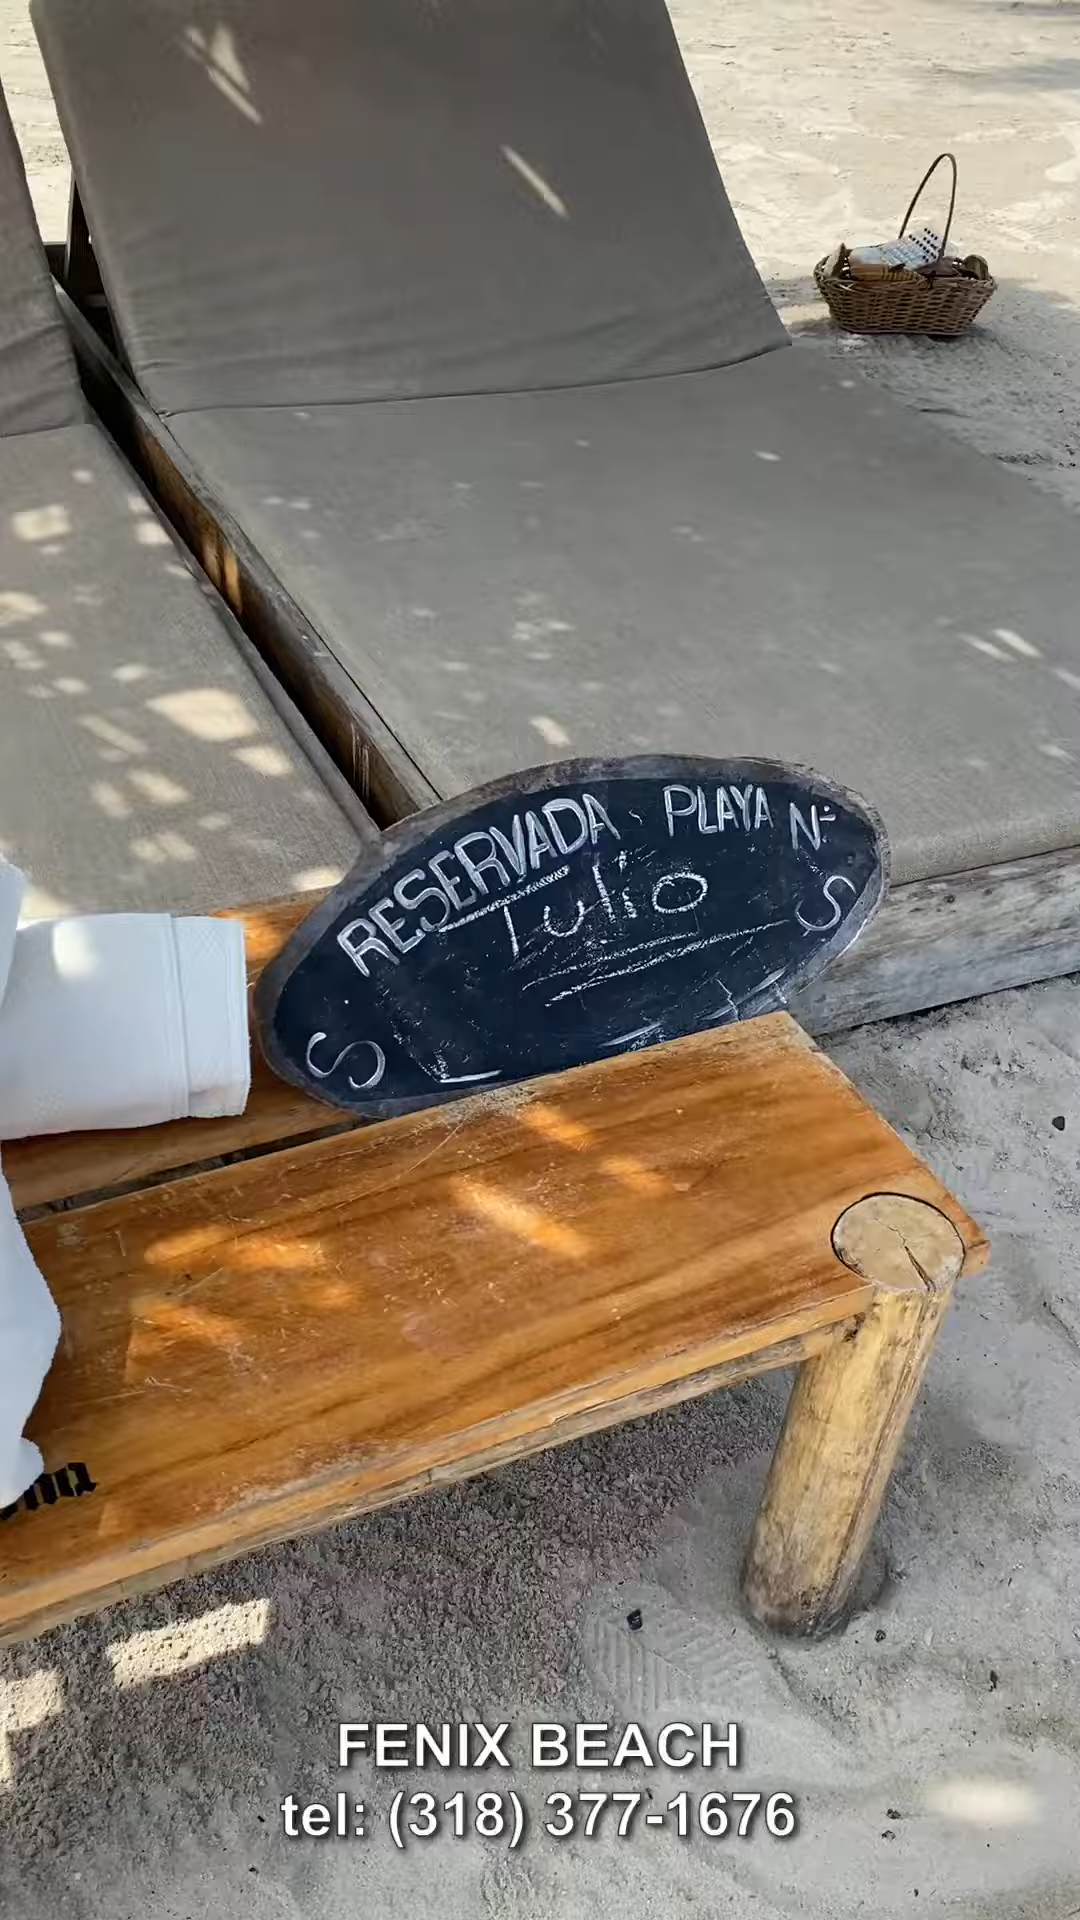 RESERVADA PLAYA Nº
Tulio
S
S
FENIX BEACH
tel: (318) 377-1676